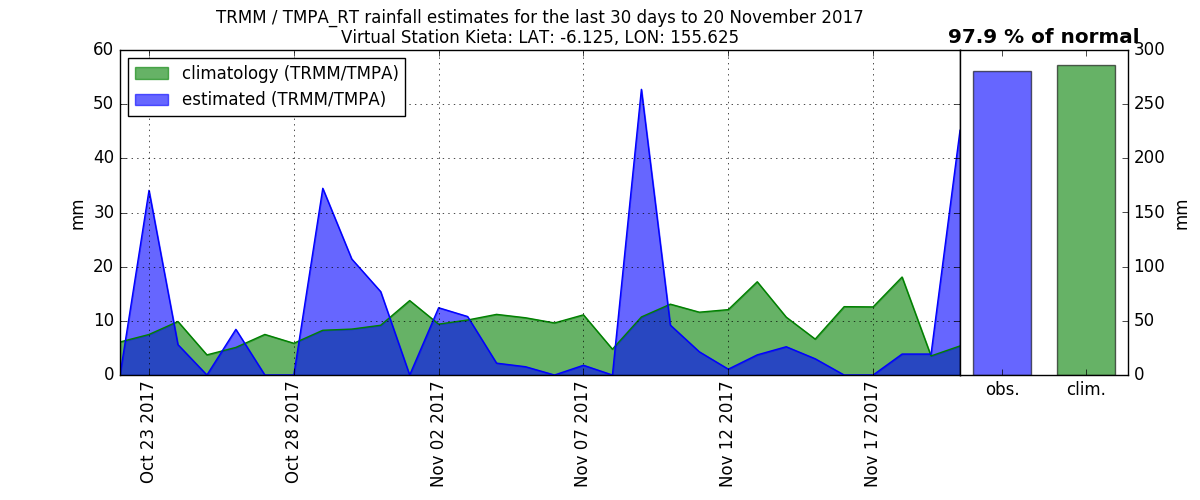 TRMM / TMPA_RT rainfall estimates for the last 30 days to 20 November 2017
Virtual Station Kieta: LAT: -6.125, LON: 155.625
97.9 % of normal
climatology (TRMM/TMPA)
estimated (TRMM/TMPA)
60
50
40
30
20
10
0
mm
300
250
200
150
100
50
0
mm
Oct 23 2017
Oct 28 2017
Nov 02 2017
Nov 07 2017
Nov 12 2017
Nov 17 2017
obs.
clim.